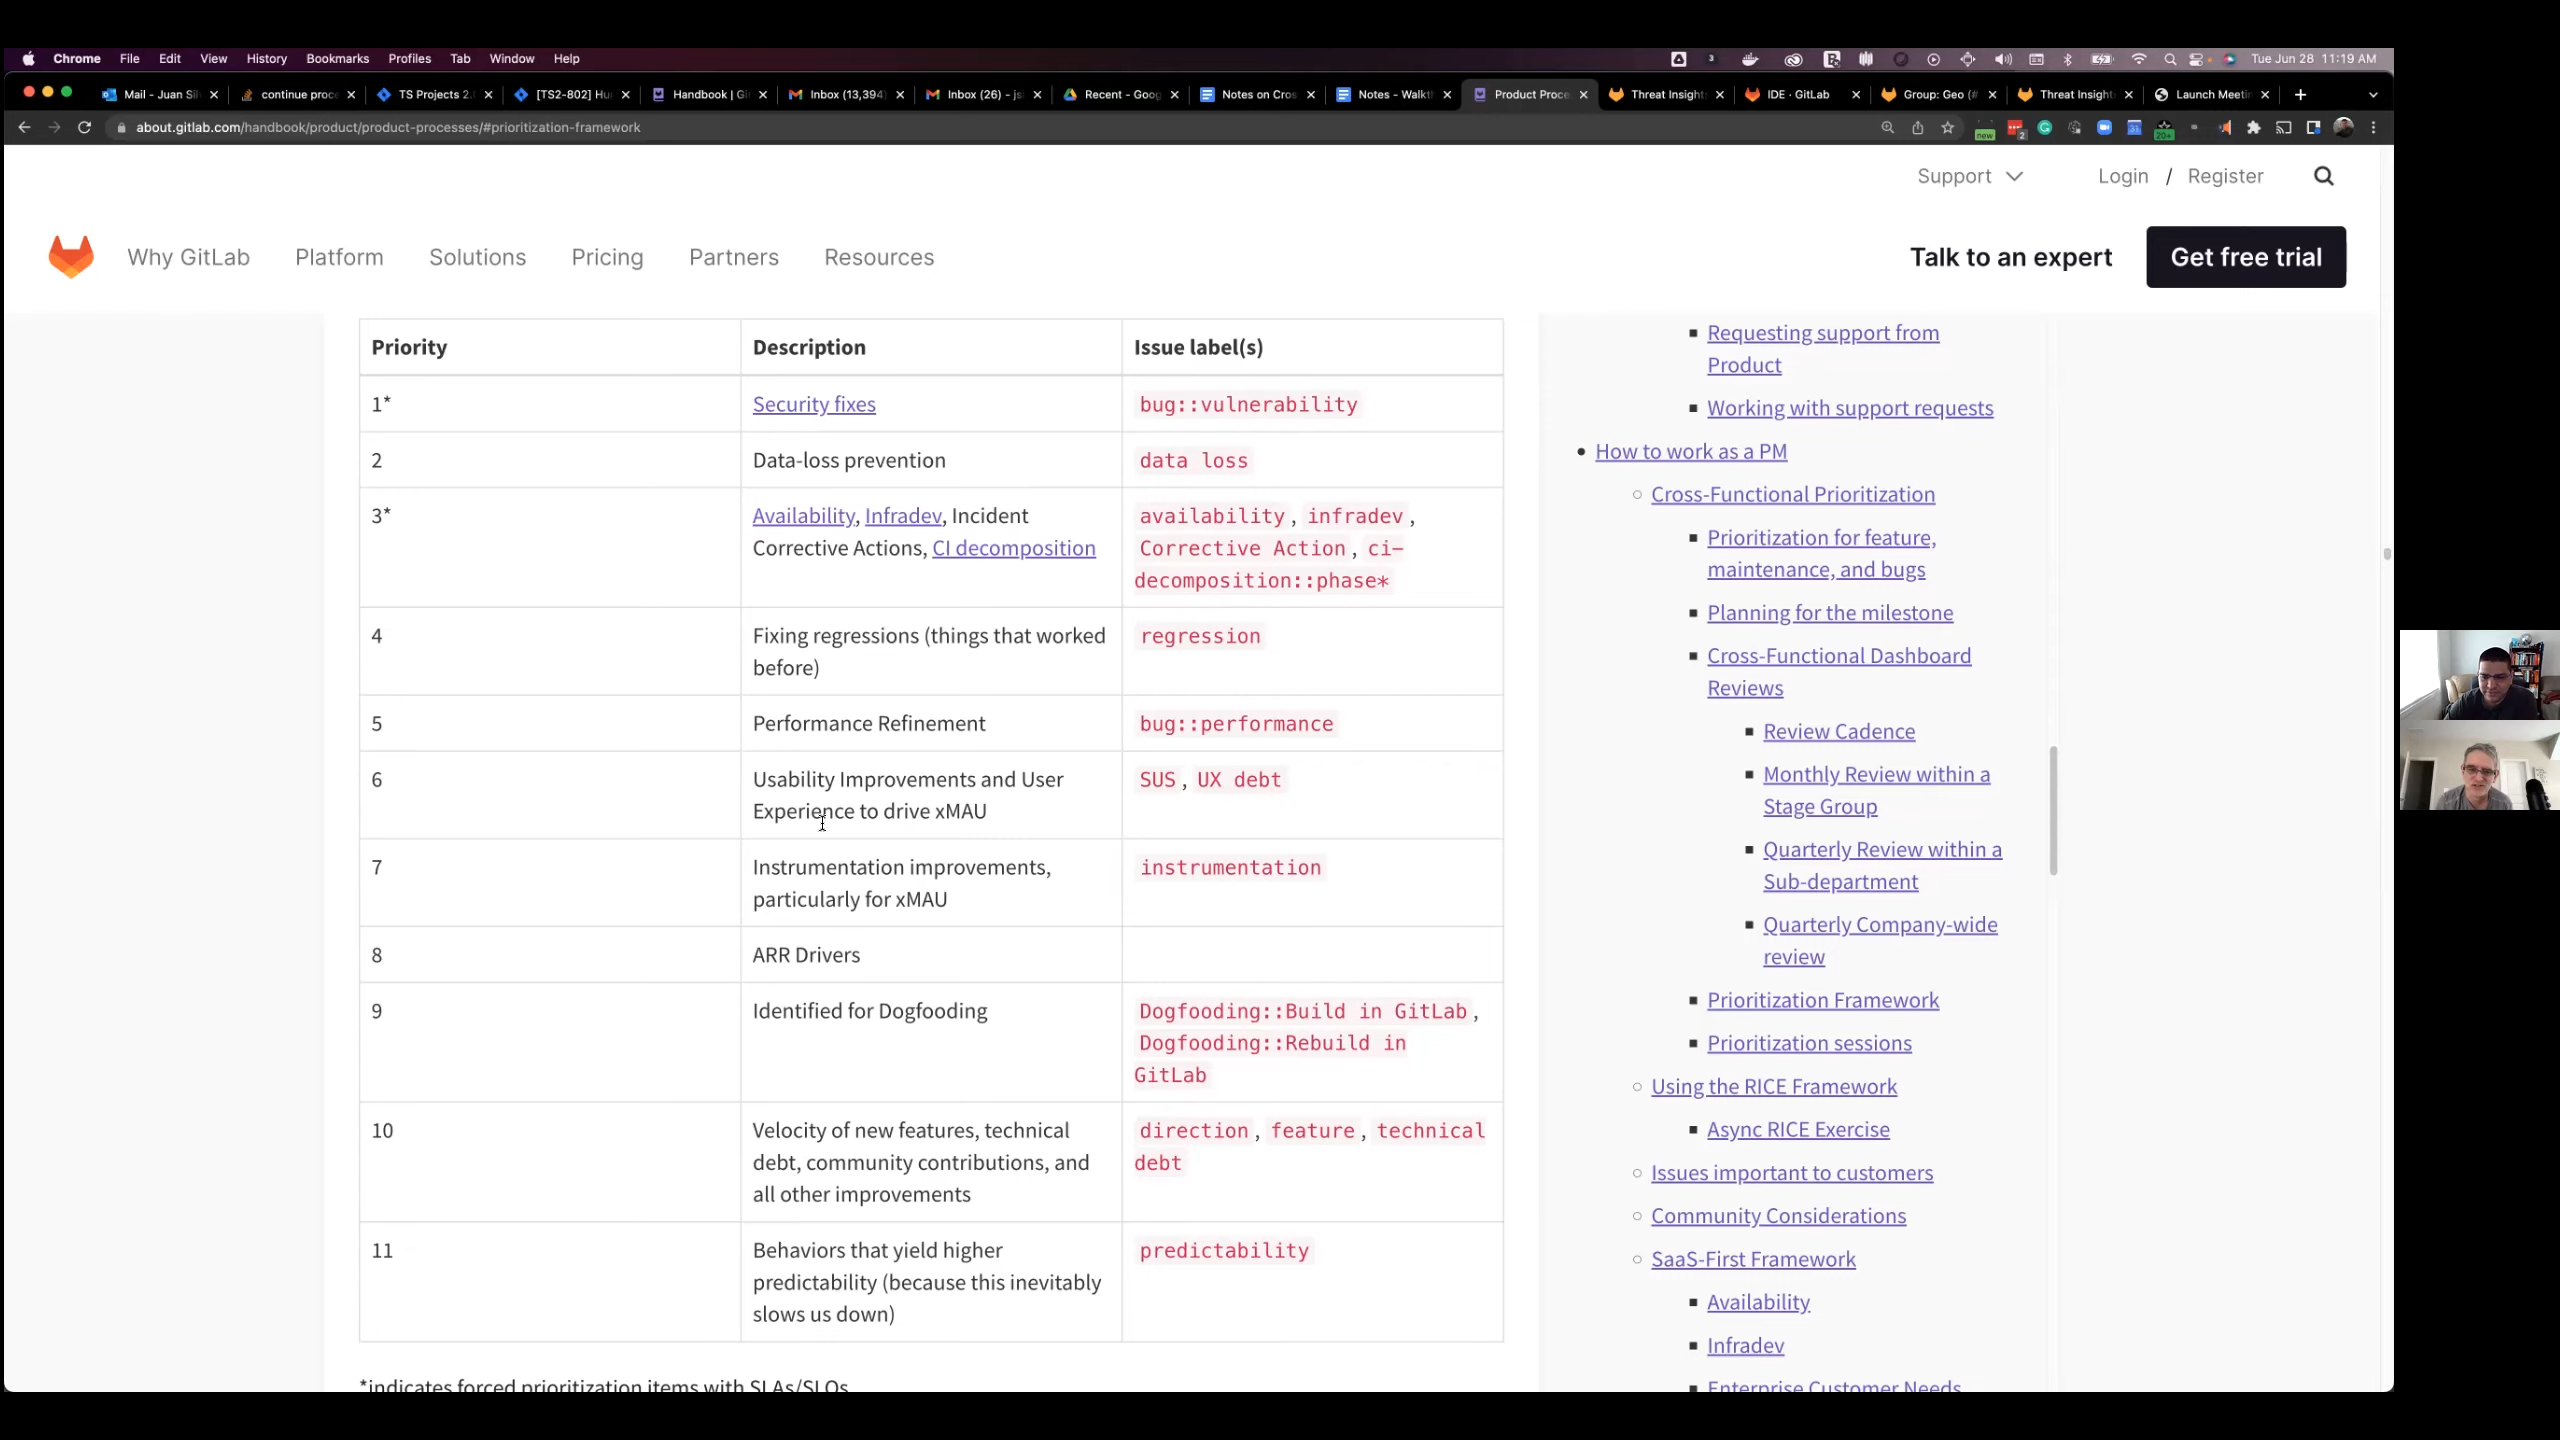 Chrome File Edit View History Bookmarks Profiles Tab Window Help
3
Tue Jun 28 11:19 AM
Mail - Juan Sil
continue proce
TS Projects 2.
[TS2-802] Hu
Handbook | Gi
Inbox (13,394)
Inbox (26) - js
Recent - Goog
Notes on Cros
Notes - Walkt
Product Proce
Threat Insight
IDE · GitLab
Group: Geo (#
Threat Insight
Launch Meeti
about.gitlab.com/handbook/product/product-processes/#prioritization-framework
new
2
20+
Support
Login / Register
Why GitLab
Platform
Solutions
Pricing
Partners
Resources
Talk to an expert
Get free trial
Priority
Description
Issue label(s)
1*
Security fixes
bug::vulnerability
2
Data-loss prevention
data loss
3*
Availability, Infradev, Incident
Corrective Actions, CI decomposition
availability, infradev,
Corrective Action, ci-
decomposition::phase*
4
Fixing regressions (things that worked
before)
regression
5
Performance Refinement
bug::performance
6
Usability Improvements and User
Experience to drive xMAU
SUS, UX debt
7
Instrumentation improvements,
particularly for xMAU
instrumentation
8
ARR Drivers
9
Identified for Dogfooding
Dogfooding::Build in GitLab,
Dogfooding::Rebuild in
GitLab
10
Velocity of new features, technical
debt, community contributions, and
all other improvements
direction, feature, technical
debt
11
Behaviors that yield higher
predictability (because this inevitably
slows us down)
predictability
*indicates forced prioritization items with SLAs/SLOs
Requesting support from
Product
Working with support requests
How to work as a PM
Cross-Functional Prioritization
Prioritization for feature,
maintenance, and bugs
Planning for the milestone
Cross-Functional Dashboard
Reviews
Review Cadence
Monthly Review within a
Stage Group
Quarterly Review within a
Sub-department
Quarterly Company-wide
review
Prioritization Framework
Prioritization sessions
Using the RICE Framework
Async RICE Exercise
Issues important to customers
Community Considerations
SaaS-First Framework
Availability
Infradev
Enterprise Customer Needs